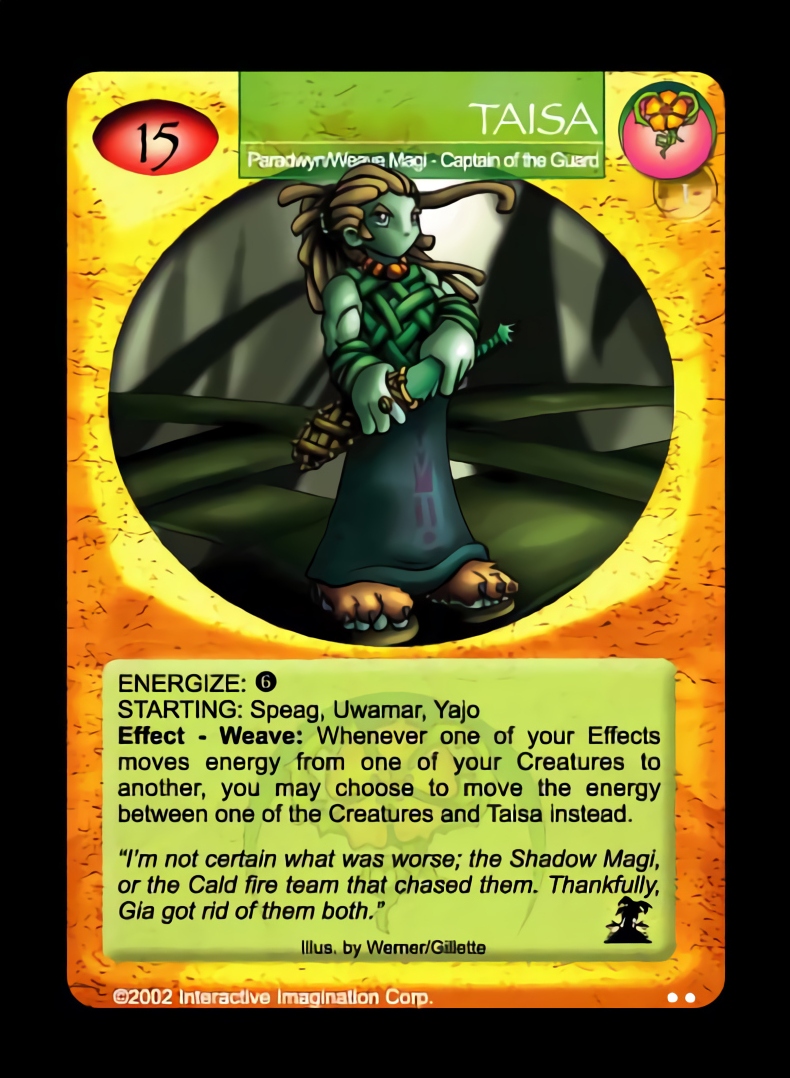 15
TAISA
Paradwyn/Weave Magi - Captain of the Guard
1
ENERGIZE: 6
STARTING: Speag, Uwamar, Yajo
Effect - Weave: Whenever one of your Effects
moves energy from one of your Creatures to
another, you may choose to move the energy
between one of the Creatures and Taisa instead.
“I’m not certain what was worse; the Shadow Magi,
or the Cald fire team that chased them. Thankfully,
Gia got rid of them both.”
Illus. by Werner/Gillette
©2002 Interactive Imagination Corp.